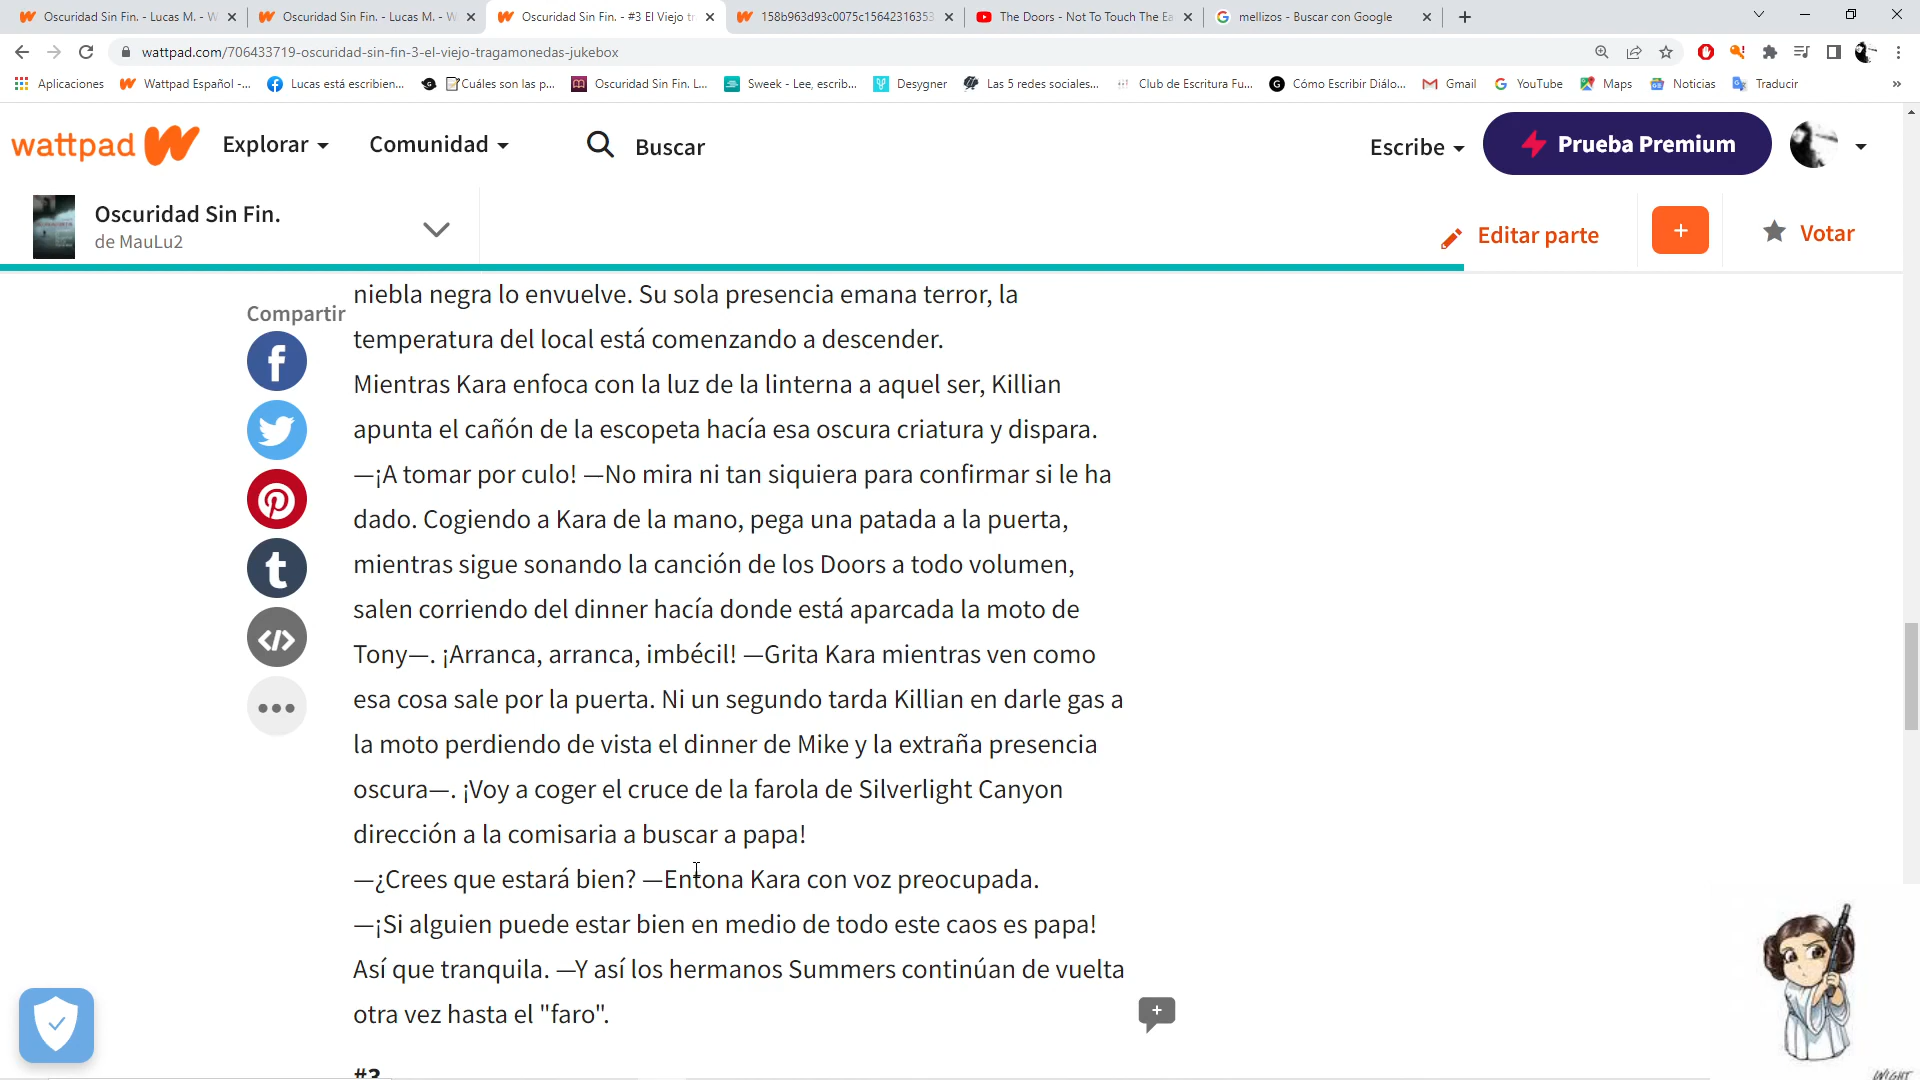 Oscuridad Sin Fin. - Lucas M. - W
Oscuridad Sin Fin. - Lucas M. - W
Oscuridad Sin Fin. - #3 El Viejo tr
158b963d93c0075c15642316353
The Doors - Not To Touch The Ea
mellizos - Buscar con Google
wattpad.com/706433719-oscuridad-sin-fin-3-el-viejo-tragamonedas-jukebox
Aplicaciones
Wattpad Español -...
Lucas está escribien...
Cuáles son las p...
Oscuridad Sin Fin. L...
Sweek - Lee, escrib...
Desygner
Las 5 redes sociales...
Club de Escritura Fu...
Cómo Escribir Diálo...
Gmail
YouTube
Maps
Noticias
Traducir
»
wattpad
Explorar
Comunidad
Buscar
Escribe
Prueba Premium
Oscuridad Sin Fin.
de MauLu2
Editar parte
+
Votar
Compartir
niebla negra lo envuelve. Su sola presencia emana terror, la
temperatura del local está comenzando a descender.
Mientras Kara enfoca con la luz de la linterna a aquel ser, Killian
apunta el cañón de la escopeta hacía esa oscura criatura y dispara.
—¡A tomar por culo! —No mira ni tan siquiera para confirmar si le ha
dado. Cogiendo a Kara de la mano, pega una patada a la puerta,
mientras sigue sonando la canción de los Doors a todo volumen,
salen corriendo del dinner hacía donde está aparcada la moto de
Tony—. ¡Arranca, arranca, imbécil! —Grita Kara mientras ven como
esa cosa sale por la puerta. Ni un segundo tarda Killian en darle gas a
la moto perdiendo de vista el dinner de Mike y la extraña presencia
oscura—. ¡Voy a coger el cruce de la farola de Silverlight Canyon
dirección a la comisaria a buscar a papa!
—¿Crees que estará bien? —Entona Kara con voz preocupada.
—¡Si alguien puede estar bien en medio de todo este caos es papa!
Así que tranquila. —Y así los hermanos Summers continúan de vuelta
otra vez hasta el "faro".
#3
WIGHT